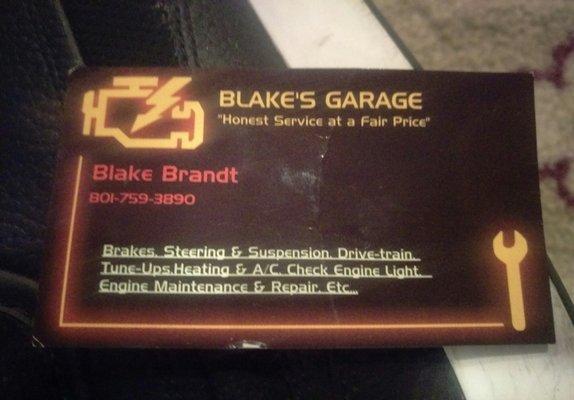 BLAKE'S GARAGE
"Honest Service at a Fair Price"
Blake Brandt
801-759-3890
Brakes, Steering & Suspension, Drive-train,
Tune-Ups,Heating & A/C, Check Engine Light,
Engine Maintenance & Repair, Etc...